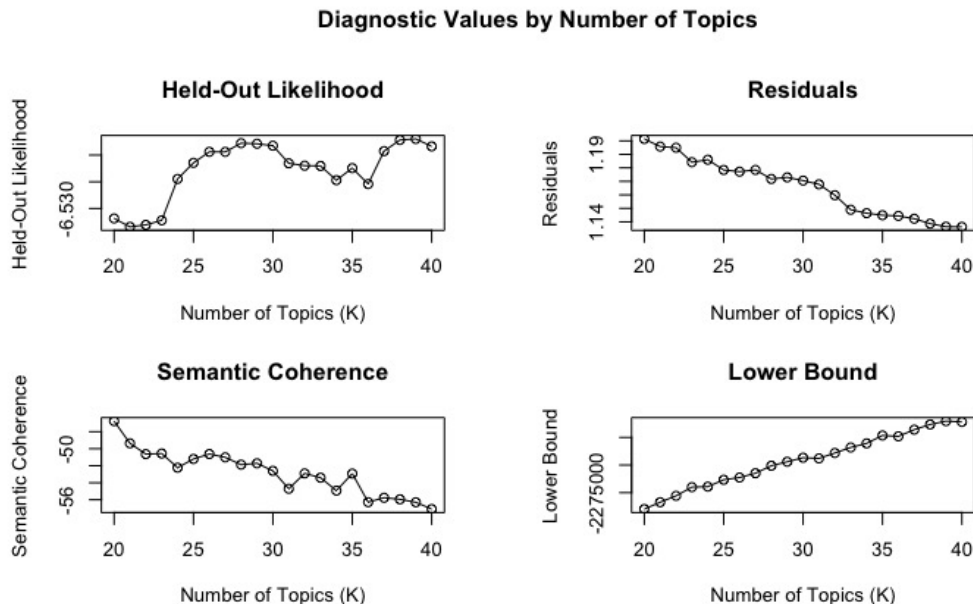 Diagnostic Values by Number of Topics
Held-Out Likelihood
Held-Out Likelihood
-6.530
20 25 30 35 40
Number of Topics (K)
Residuals
Residuals
1.19
1.14
20 25 30 35 40
Number of Topics (K)
Semantic Coherence
Semantic Coherence
-50
-56
20 25 30 35 40
Number of Topics (K)
Lower Bound
Lower Bound
-2275000
20 25 30 35 40
Number of Topics (K)